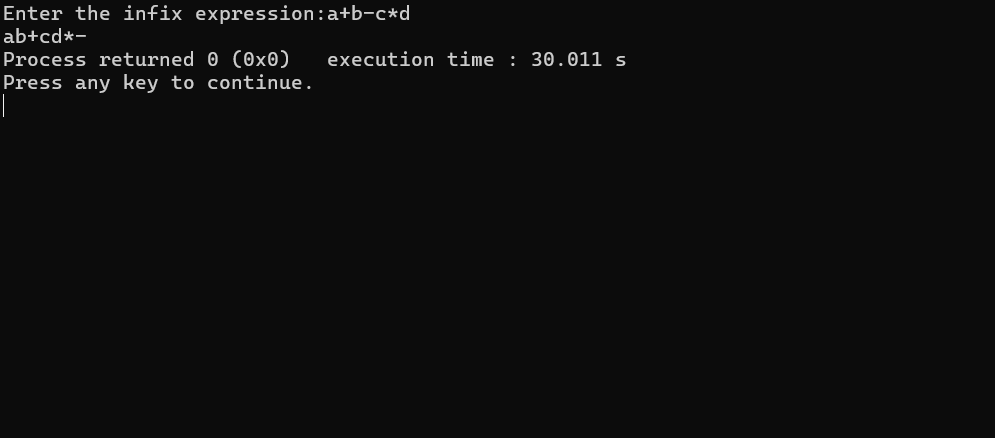 Enter the infix expression:a+b-c*d
ab+cd*-
Process returned 0 (0x0)   execution time : 30.011 s
Press any key to continue.